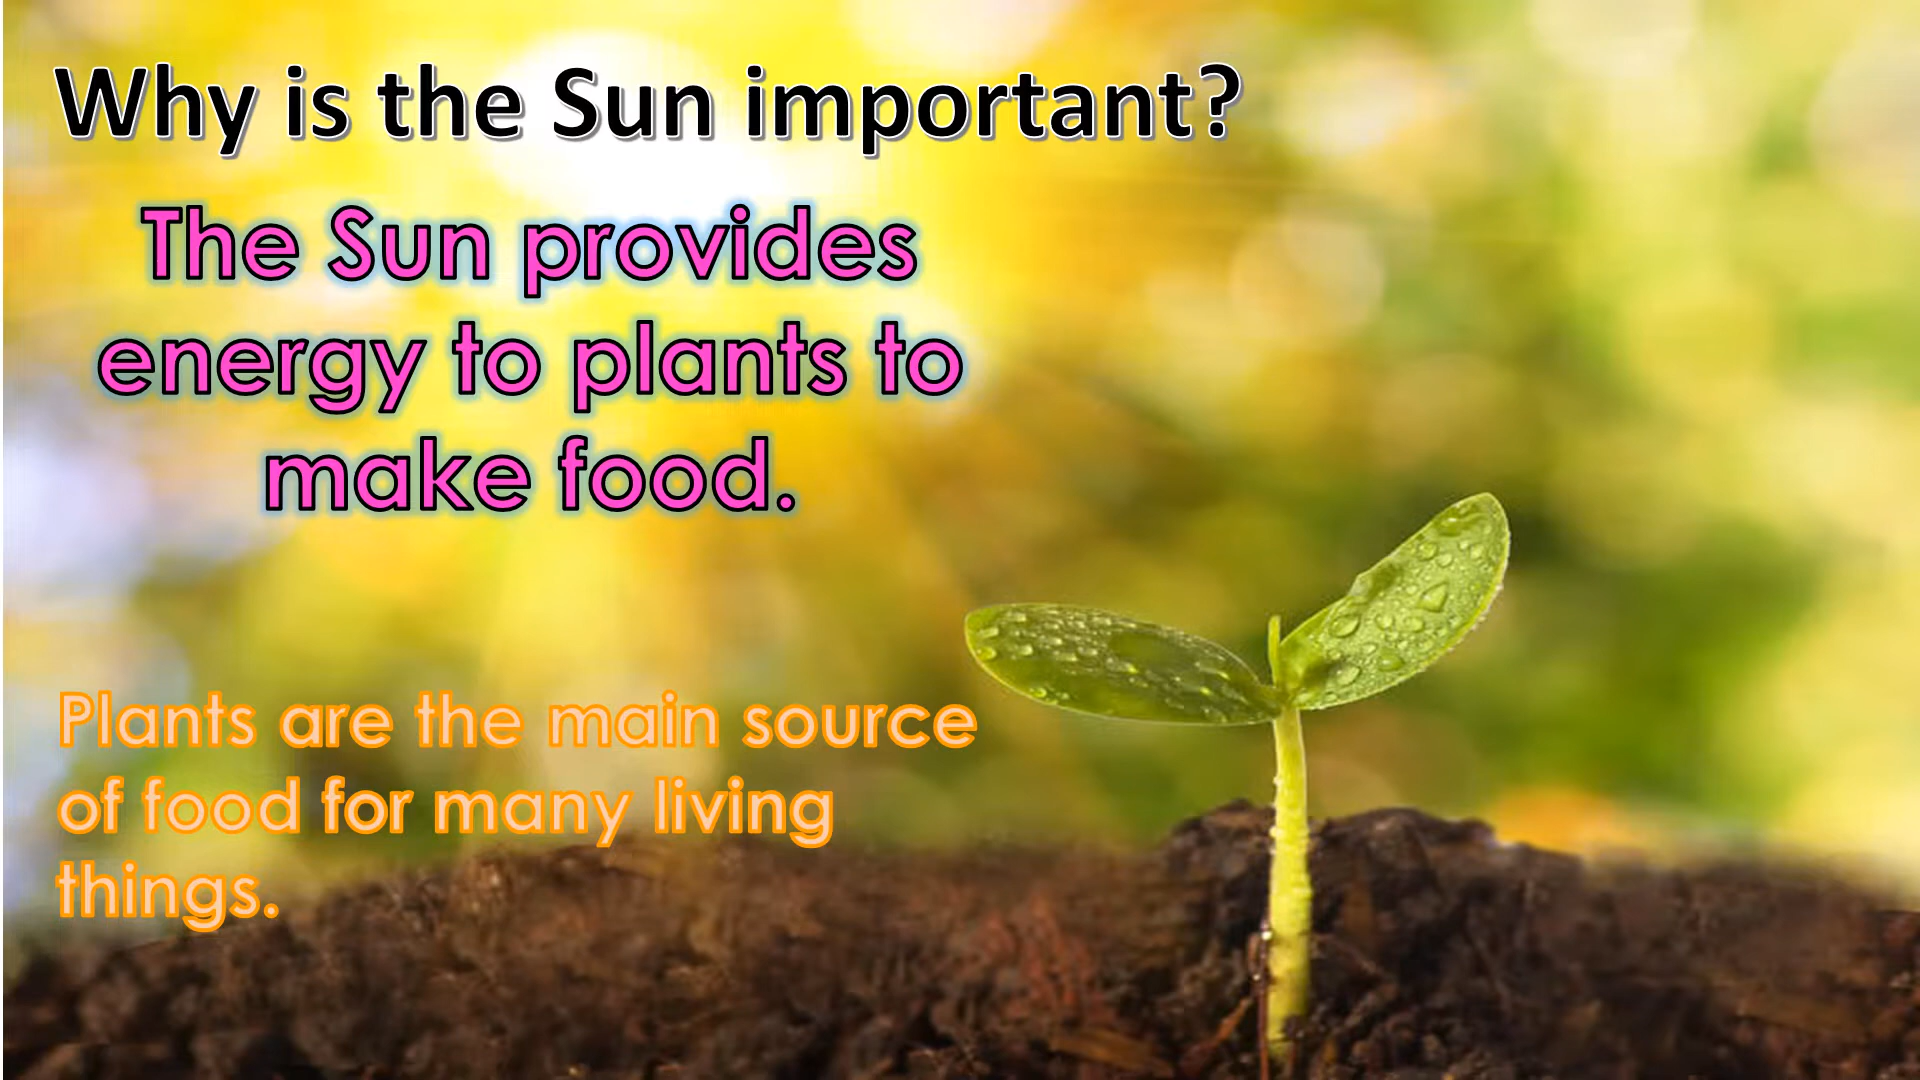 Why is the Sun important?
The Sun provides
energy to plants to
make food.
Plants are the main source
of food for many living
things.